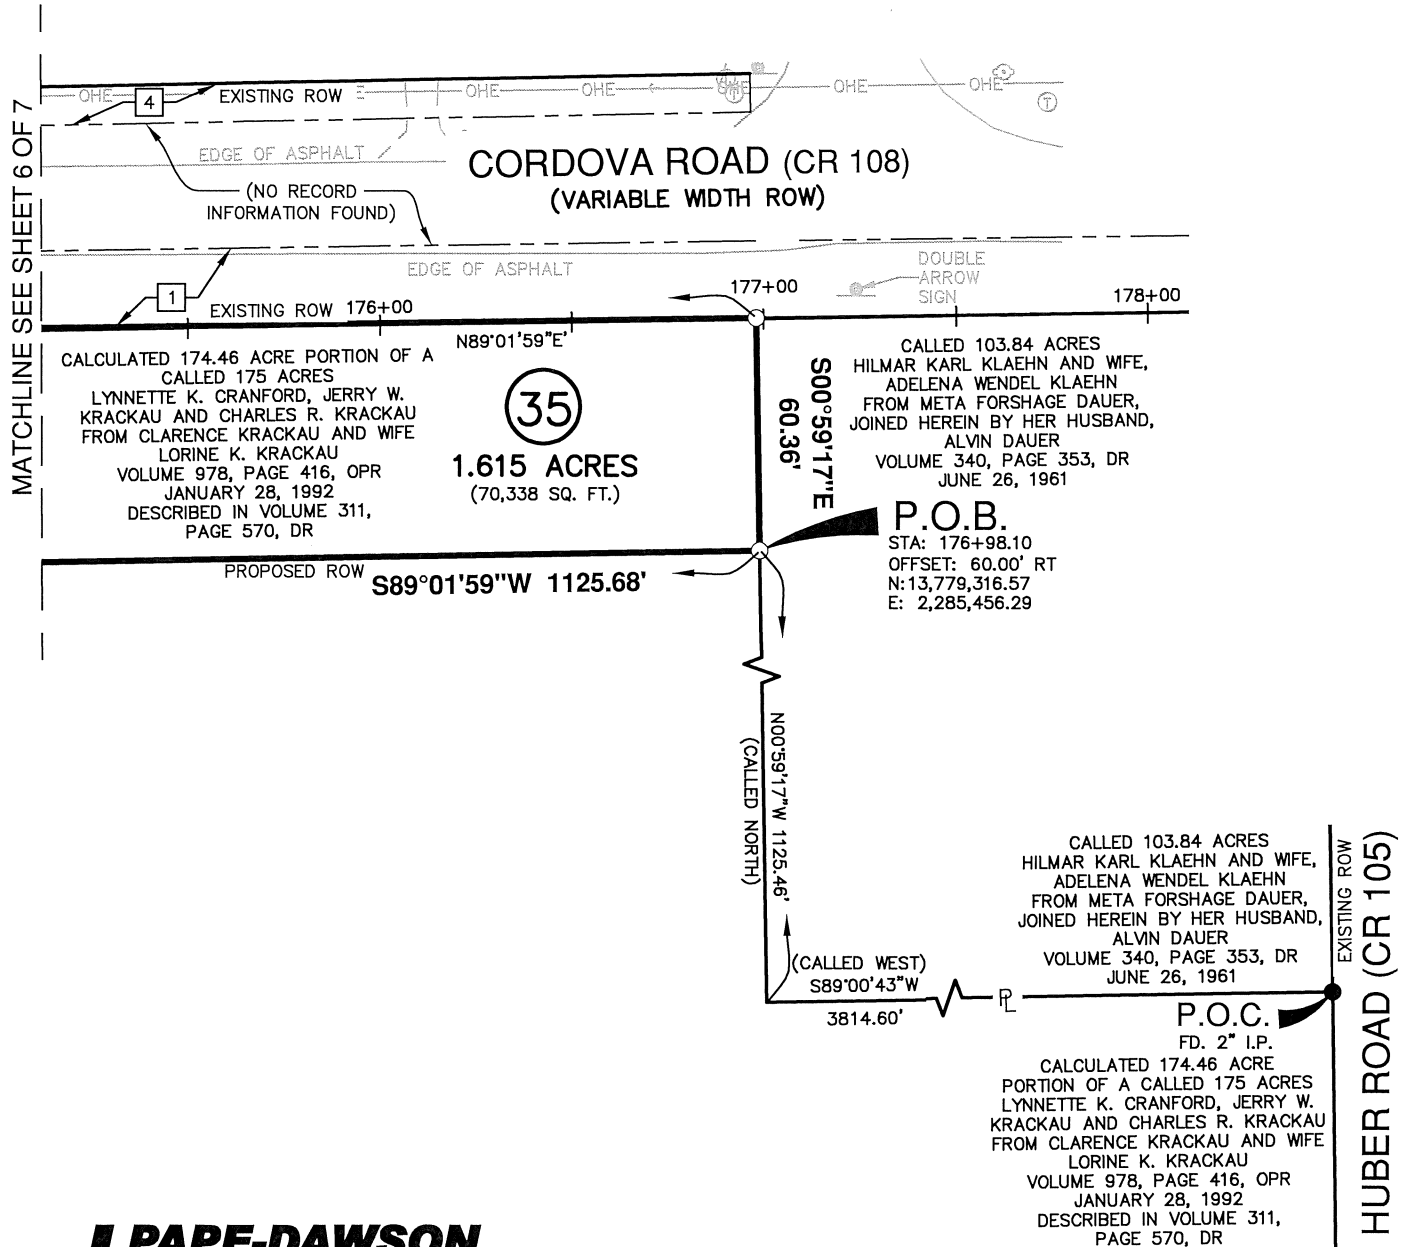 MATCHLINE SEE SHEET 6 OF 7
OHE
4
EXISTING ROW
E
OHE
OHE
OHE
OHE
OHE
T
T
EDGE OF ASPHALT
CORDOVA ROAD (CR 108)
(VARIABLE WIDTH ROW)
(NO RECORD
INFORMATION FOUND)
EDGE OF ASPHALT
DOUBLE
ARROW
SIGN
1
EXISTING ROW
176+00
177+00
178+00
N89°01'59"E
CALCULATED 174.46 ACRE PORTION OF A
CALLED 175 ACRES
LYNNETTE K. CRANFORD, JERRY W.
KRACKAU AND CHARLES R. KRACKAU
FROM CLARENCE KRACKAU AND WIFE
LORINE K. KRACKAU
VOLUME 978, PAGE 416, OPR
JANUARY 28, 1992
DESCRIBED IN VOLUME 311,
PAGE 570, DR
35
1.615 ACRES
(70,338 SQ. FT.)
S00°59'17"E
60.36'
CALLED 103.84 ACRES
HILMAR KARL KLAEHN AND WIFE,
ADELENA WENDEL KLAEHN
FROM META FORSHAGE DAUER,
JOINED HEREIN BY HER HUSBAND,
ALVIN DAUER
VOLUME 340, PAGE 353, DR
JUNE 26, 1961
P.O.B.
STA: 176+98.10
OFFSET: 60.00' RT
N:13,779,316.57
E: 2,285,456.29
PROPOSED ROW
S89°01'59"W 1125.68'
N00°59'17"W 1125.46'
(CALLED NORTH)
(CALLED WEST)
S89°00'43"W
3814.60'
PL
CALLED 103.84 ACRES
HILMAR KARL KLAEHN AND WIFE,
ADELENA WENDEL KLAEHN
FROM META FORSHAGE DAUER,
JOINED HEREIN BY HER HUSBAND,
ALVIN DAUER
VOLUME 340, PAGE 353, DR
JUNE 26, 1961
EXISTING ROW
HUBER ROAD (CR 105)
P.O.C.
FD. 2" I.P.
CALCULATED 174.46 ACRE
PORTION OF A CALLED 175 ACRES
LYNNETTE K. CRANFORD, JERRY W.
KRACKAU AND CHARLES R. KRACKAU
FROM CLARENCE KRACKAU AND WIFE
LORINE K. KRACKAU
VOLUME 978, PAGE 416, OPR
JANUARY 28, 1992
DESCRIBED IN VOLUME 311,
PAGE 570, DR
PAPE-DAWSON